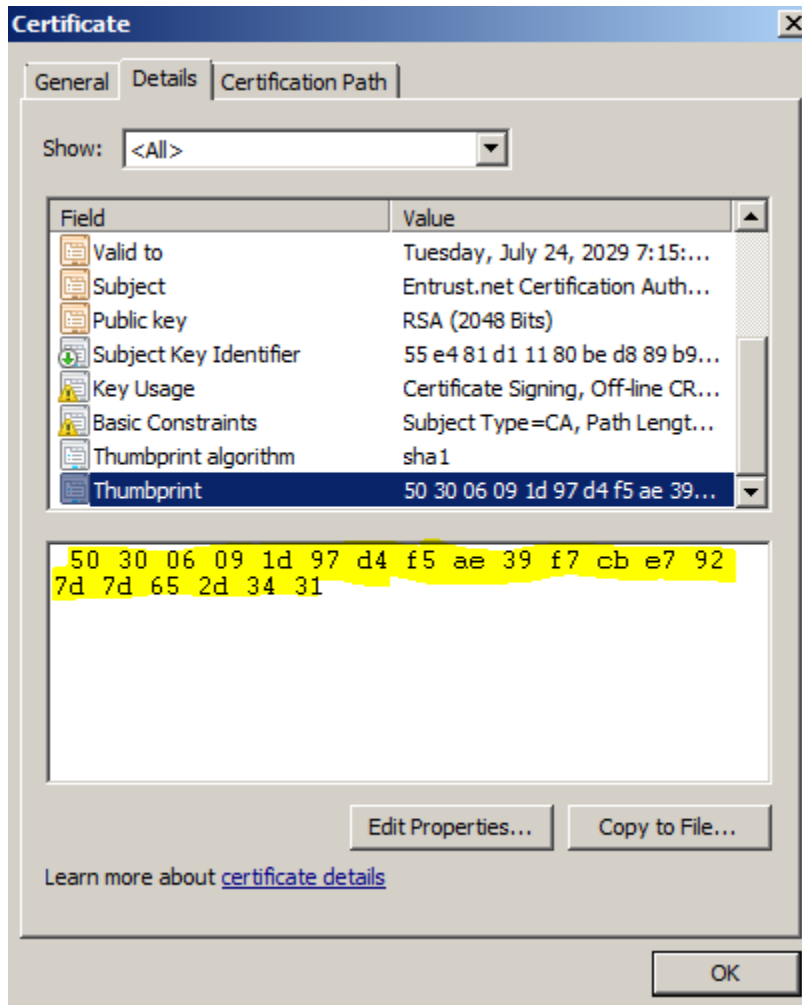 Certificate
General Details Certification Path
Show: <All>
Field Value
Valid to Tuesday, July 24, 2029 7:15:...
Subject Entrust.net Certification Auth...
Public key RSA (2048 Bits)
Subject Key Identifier 55 e4 81 d1 11 80 be d8 89 b9...
Key Usage Certificate Signing, Off-line CR...
Basic Constraints Subject Type=CA, Path Lengt...
Thumbprint algorithm sha1
Thumbprint 50 30 06 09 1d 97 d4 f5 ae 39...
50 30 06 09 1d 97 d4 f5 ae 39 f7 cb e7 92
7d 7d 65 2d 34 31
Edit Properties... Copy to File...
Learn more about certificate details
OK